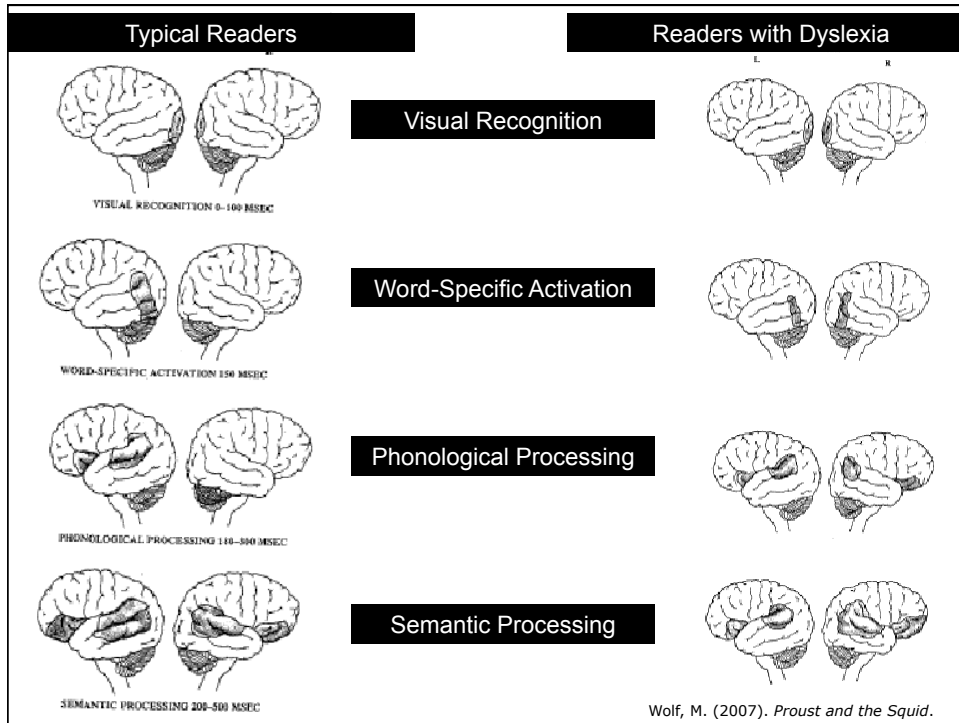 Typical Readers
Readers with Dyslexia
L
R
Visual Recognition
VISUAL RECOGNITION 0-100 MSEC
Word-Specific Activation
WORD-SPECIFIC ACTIVATION 150 MSEC
Phonological Processing
PHONOLOGICAL PROCESSING 180-300 MSEC
Semantic Processing
SEMANTIC PROCESSING 200-500 MSEC
Wolf, M. (2007). Proust and the Squid.